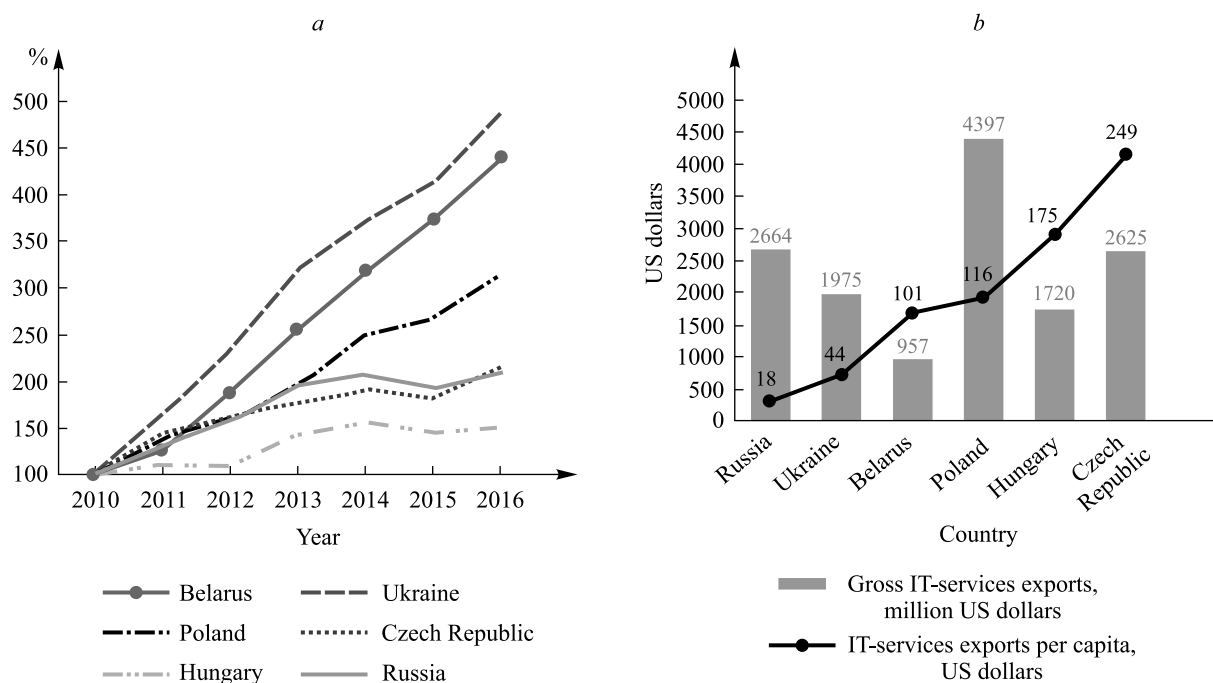 a
%
500
450
400
350
300
250
200
150
100
2010 2011 2012 2013 2014 2015 2016
Year
Belarus
Ukraine
Poland
Czech Republic
Hungary
Russia
b
US dollars
5000
4500
4000
3500
3000
2500
2000
1500
1000
500
0
2664
1975
957
4397
1720
2625
18
44
101
116
175
249
Russia
Ukraine
Belarus
Poland
Hungary
Czech
Republic
Country
Gross IT-services exports,
million US dollars
IT-services exports per capita,
US dollars